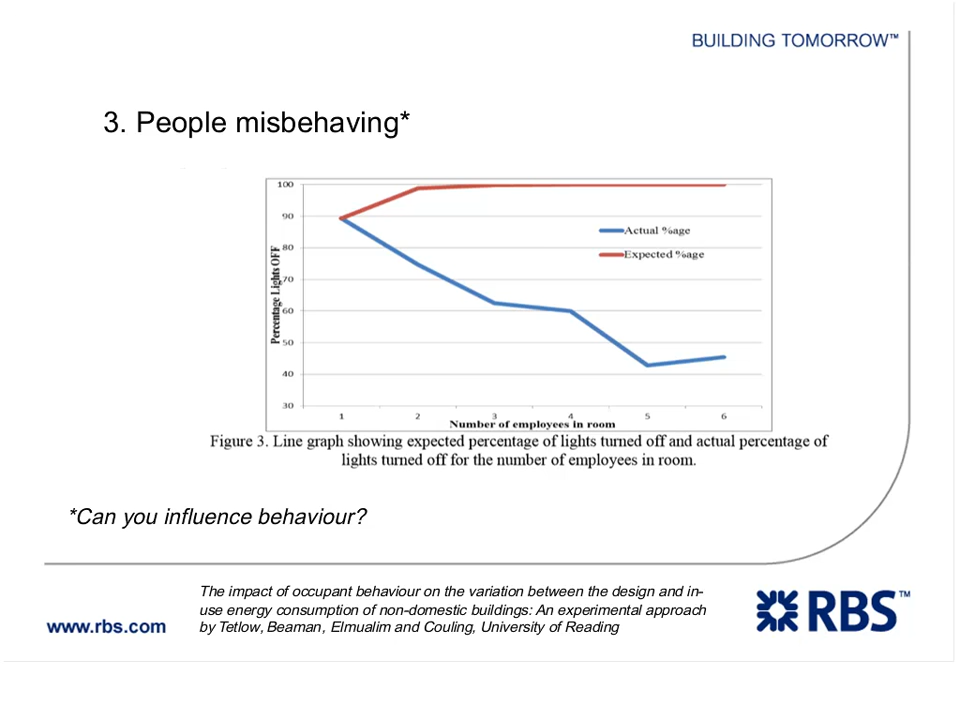 BUILDING TOMORROW™
3. People misbehaving*
100
90
80
70
60
50
40
30
Percentage Lights OFF
Actual %age
Expected %age
1 2 3 4 5 6
Number of employees in room
Figure 3. Line graph showing expected percentage of lights turned off and actual percentage of
lights turned off for the number of employees in room.
*Can you influence behaviour?
The impact of occupant behaviour on the variation between the design and in-
use energy consumption of non-domestic buildings: An experimental approach
by Tetlow, Beaman, Elmualim and Couling, University of Reading
www.rbs.com
RBS™